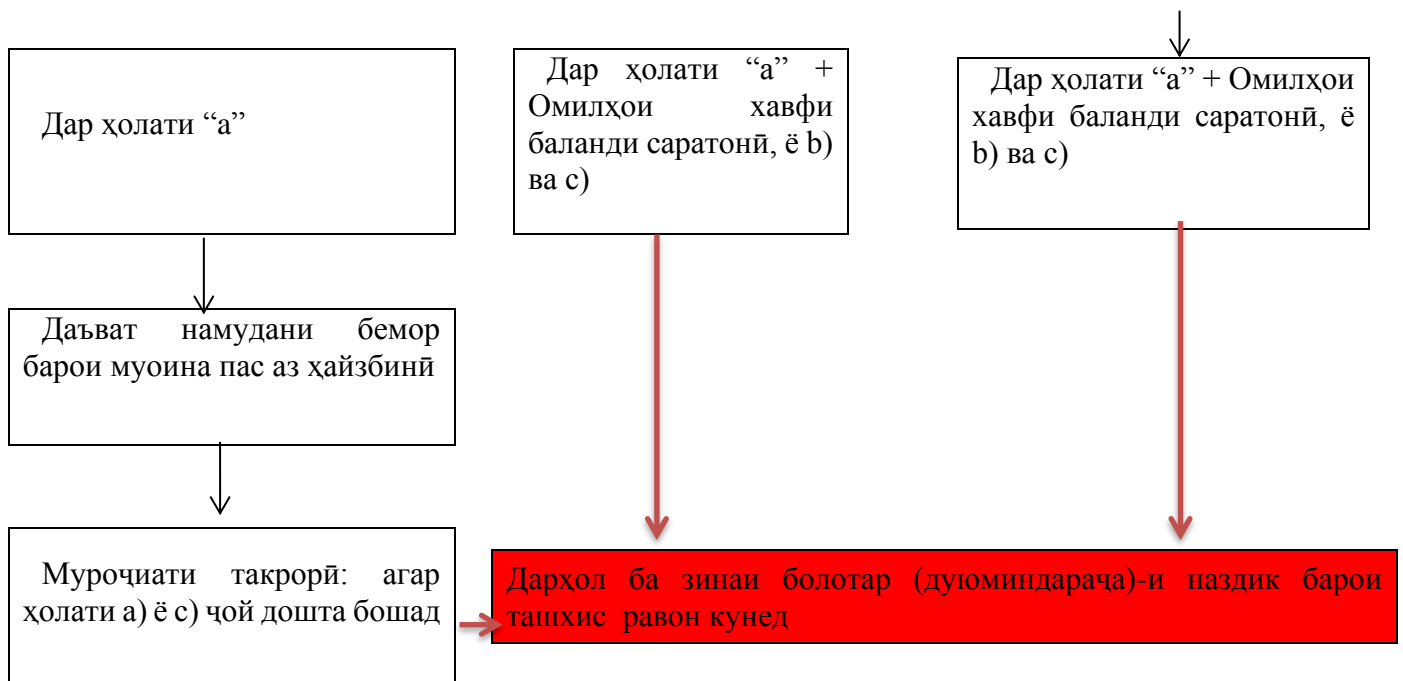 Дар ҳолати “a”
Дар ҳолати “a” +
Омилҳои хавфи
баланди саратонӣ, ё b)
ва c)
Дар ҳолати “a” + Омилҳои
хавфи баланди саратонӣ, ё
b) ва c)
Даъват намудани бемор
барои муоина пас аз ҳайзбинӣ
Муроҷиати такрорӣ: агар
ҳолати a) ё c) ҷой дошта бошад
Дарҳол ба зинаи болотар (дуюминдараҷа)-и наздик барои
ташхис равон кунед